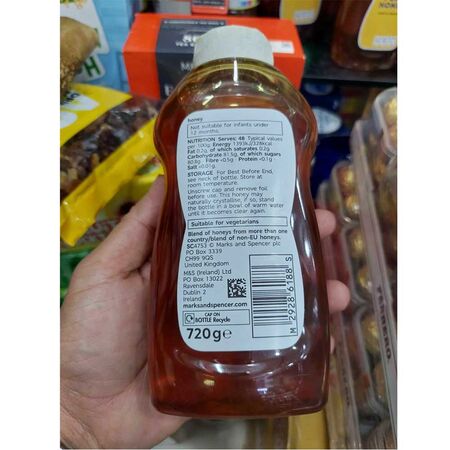 honey
Not suitable for infants under
12 months.
NUTRITION Serves: 48 Typical values
per 100g: Energy 1393kJ/328kcal
Fat 0.2g, of which saturates 0.2g
Carbohydrate 81.5g, of which sugars
80.8g Fibre <0.5g Protein <0.1g
Salt <0.01g
STORAGE For Best Before End,
see neck of bottle. Store at
room temperature.
Unscrew cap and remove foil
before use. This honey may
naturally crystallise, if so, stand
the bottle in a bowl of warm water
until it becomes clear again.
Suitable for vegetarians
Blend of honeys from more than one
country/blend of non-EU honeys.
SC4753 © Marks and Spencer plc
PO Box 3339
CH99 9QS
United Kingdom
M&S (Ireland) Ltd
PO Box 13022
Ravensdale
Dublin 2
Ireland
marksandspencer.com
CAP ON
BOTTLE Recycle
720g e
M 2928 6188 S